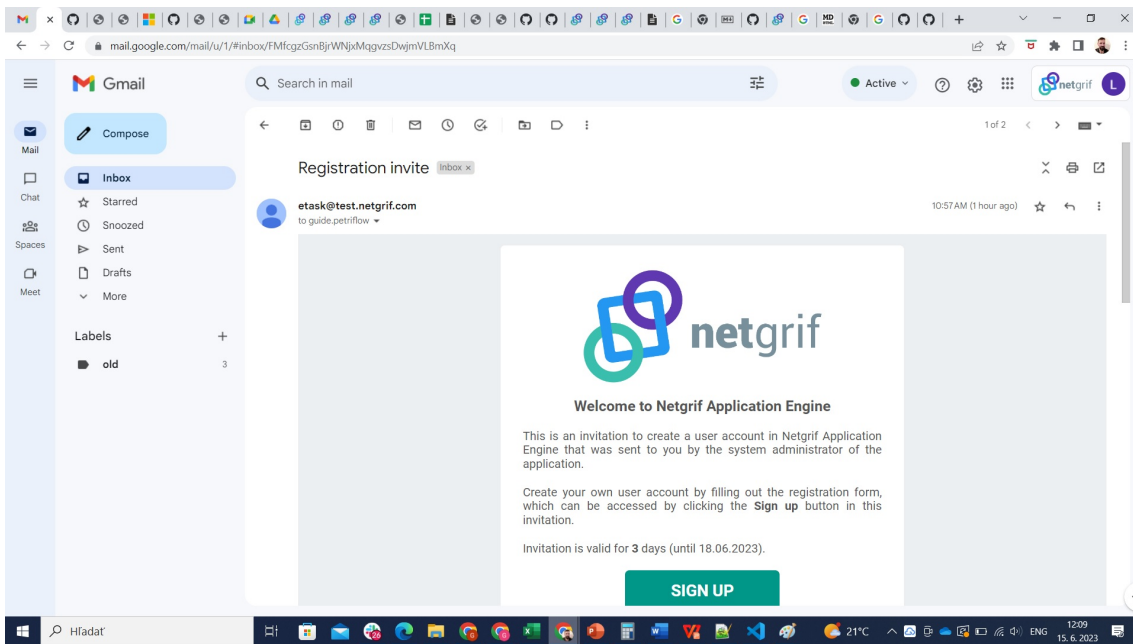 mail.google.com/mail/u/1/#inbox/FMfcgzGsnBjrWNjxMqgvzsDwjmVLBmXq
Gmail
Search in mail
Active
netgrif
L
Mail
Compose
1 of 2
Chat
Inbox
Registration invite
Inbox ×
Starred
etask@test.netgrif.com
10:57 AM (1 hour ago)
to guide.petriflow
Spaces
Snoozed
Sent
Meet
Drafts
More
Labels
old
3
netgrif
Welcome to Netgrif Application Engine
This is an invitation to create a user account in Netgrif Application
Engine that was sent to you by the system administrator of the
application.
Create your own user account by filling out the registration form,
which can be accessed by clicking the Sign up button in this
invitation.
Invitation is valid for 3 days (until 18.06.2023).
SIGN UP
Hľadať
21°C
ENG
12:09
15. 6. 2023